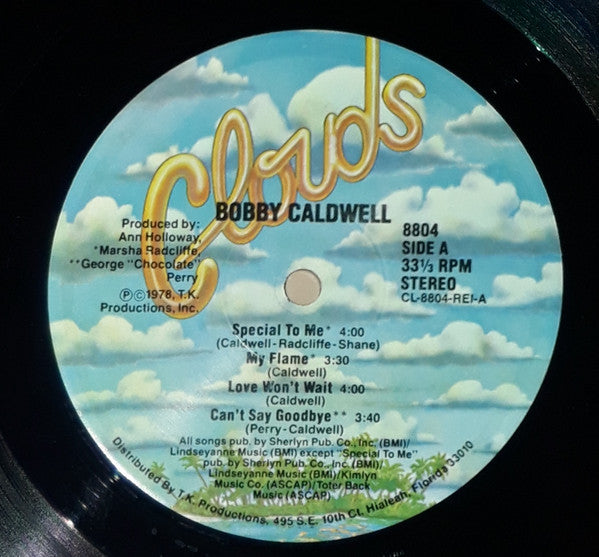 Clouds
BOBBY CALDWELL
Produced by:
Ann Holloway,
*Marsha Radcliffe,
**George "Chocolate"
Perry
Ⓟ©1978, T.K.
Productions, Inc.
8804
SIDE A
33⅓ RPM
STEREO
CL-8804-REI-A
Special To Me* 4:00
(Caldwell-Radcliffe-Shane)
My Flame* 3:30
(Caldwell)
Love Won't Wait 4:00
(Caldwell)
Can't Say Goodbye** 3:40
(Perry-Caldwell)
All songs pub. by Sherlyn Pub. Co., Inc. (BMI)/
Lindseyanne Music (BMI) except "Special To Me"
pub. by Sherlyn Pub. Co., Inc. (BMI)/
Lindseyanne Music (BMI)/Kimlyn
Music Co. (ASCAP)/Toter Back
Music (ASCAP)
Distributed By T.K. Productions, 495 S.E. 10th Ct. Hialeah, Florida 33010